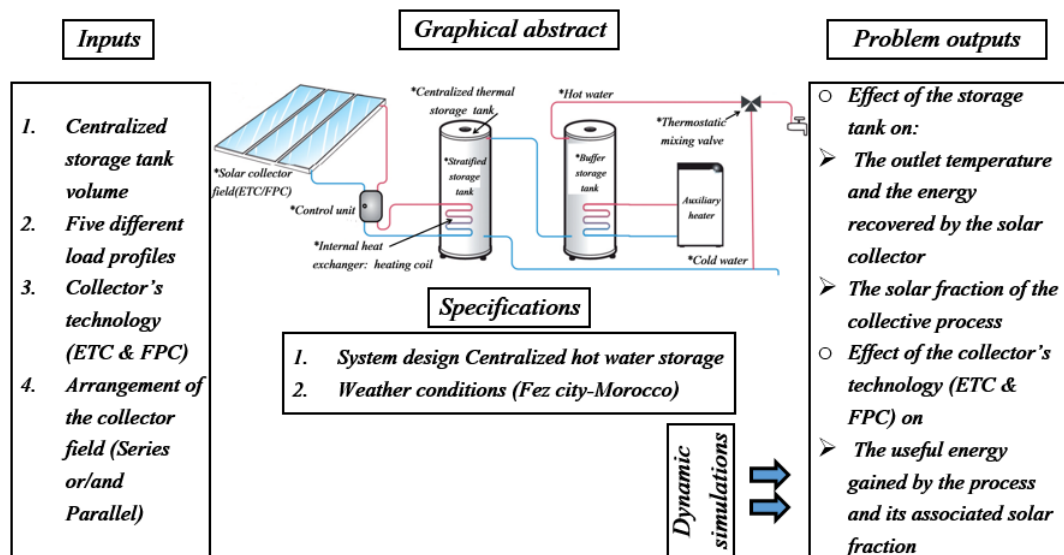 Inputs
Graphical abstract
Problem outputs
1. Centralized
storage tank
volume
2. Five different
load profiles
3. Collector's
technology
(ETC & FPC)
4. Arrangement of
the collector
field (Series
or/and
Parallel)
*Centralized thermal
storage tank
*Hot water
*Thermostatic
mixing valve
*Solar collector
field(ETC/FPC)
*Stratified
storage
tank
*Buffer
storage
tank
Auxiliary
heater
*Control unit
*Internal heat
exchanger: heating coil
*Cold water
Specifications
1. System design Centralized hot water storage
2. Weather conditions (Fez city-Morocco)
Dynamic
simulations
○ Effect of the storage
tank on:
➢ The outlet temperature
and the energy
recovered by the solar
collector
➢ The solar fraction of the
collective process
○ Effect of the collector's
technology (ETC &
FPC) on
➢ The useful energy
gained by the process
and its associated solar
fraction